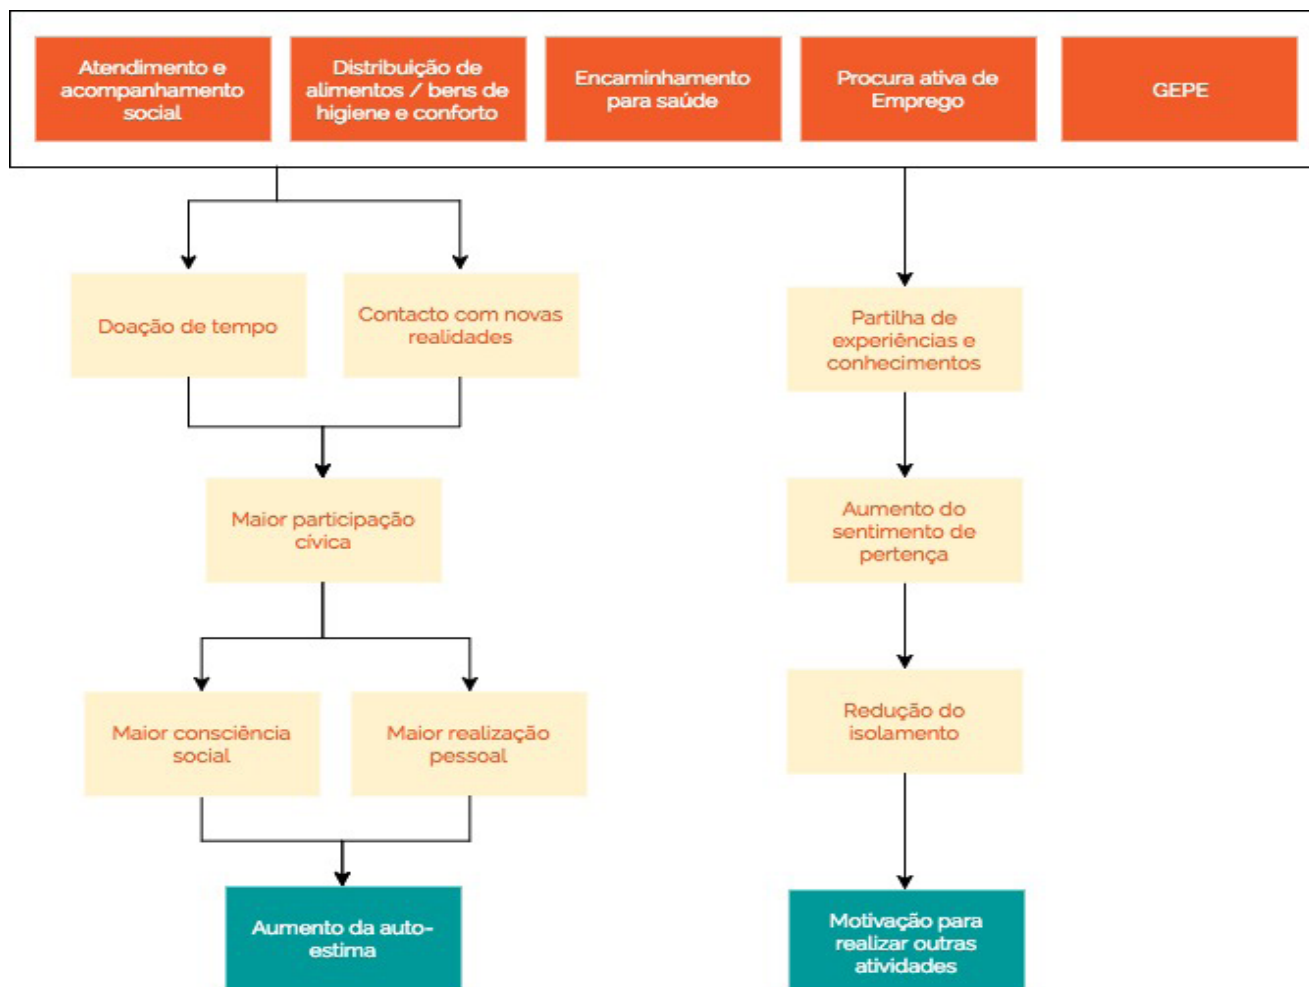 Atendimento e
acompanhamento
social
Distribuição de
alimentos / bens de
higiene e conforto
Encaminhamento
para saúde
Procura ativa de
Emprego
GEPE
Doação de tempo
Contacto com novas
realidades
Partilha de
experiências e
conhecimentos
Maior participação
cívica
Aumento do
sentimento de
pertença
Maior consciência
social
Maior realização
pessoal
Redução do
isolamento
Aumento da auto-
estima
Motivação para
realizar outras
atividades